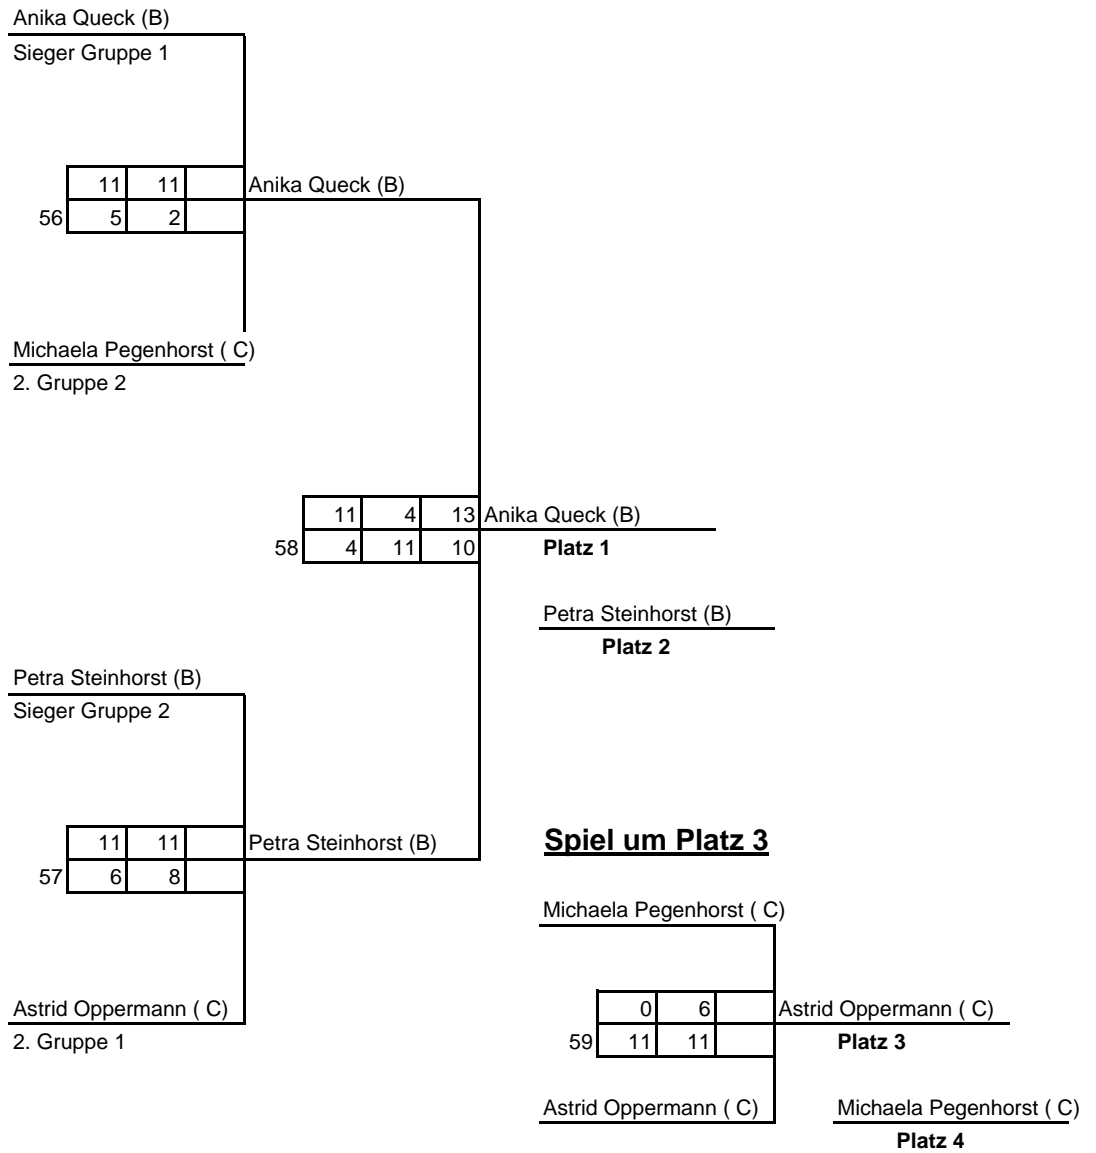 Anika Queck (B)
Sieger Gruppe 1
11 11 Anika Queck (B)
56 5 2
Michaela Pegenhorst ( C)
2. Gruppe 2
11 4 13 Anika Queck (B)
58 4 11 10 Platz 1
Petra Steinhorst (B)
Platz 2
Petra Steinhorst (B)
Sieger Gruppe 2
11 11 Petra Steinhorst (B)
57 6 8
Spiel um Platz 3
Michaela Pegenhorst ( C)
Astrid Oppermann ( C)
2. Gruppe 1
0 6 Astrid Oppermann ( C)
59 11 11 Platz 3
Astrid Oppermann ( C)
Michaela Pegenhorst ( C)
Platz 4